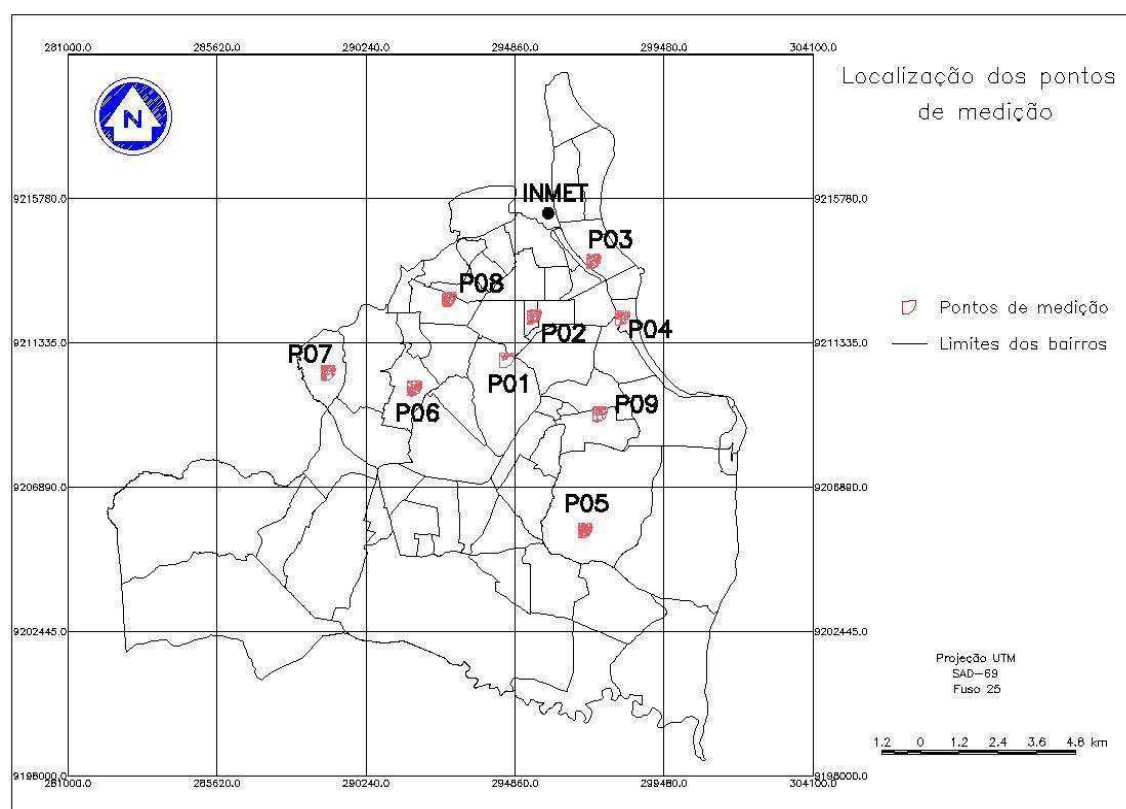 281000.0 285620.0 290240.0 294860.0 299480.0 304100.0
Localização dos pontos
de medição
N
9215780.0 INMET 9215780.0
P03
P08
P02 P04
Pontos de medição
9211335.0 9211335.0
Limites dos bairros
P07
P01
P06 P09
9206890.0 9206890.0
P05
9202445.0 9202445.0
Projeção UTM
SAD-69
Fuso 25
1.2 0 1.2 2.4 3.6 4.8 km
9198000.0 9198000.0
281000.0 285620.0 290240.0 294860.0 299480.0 304100.0